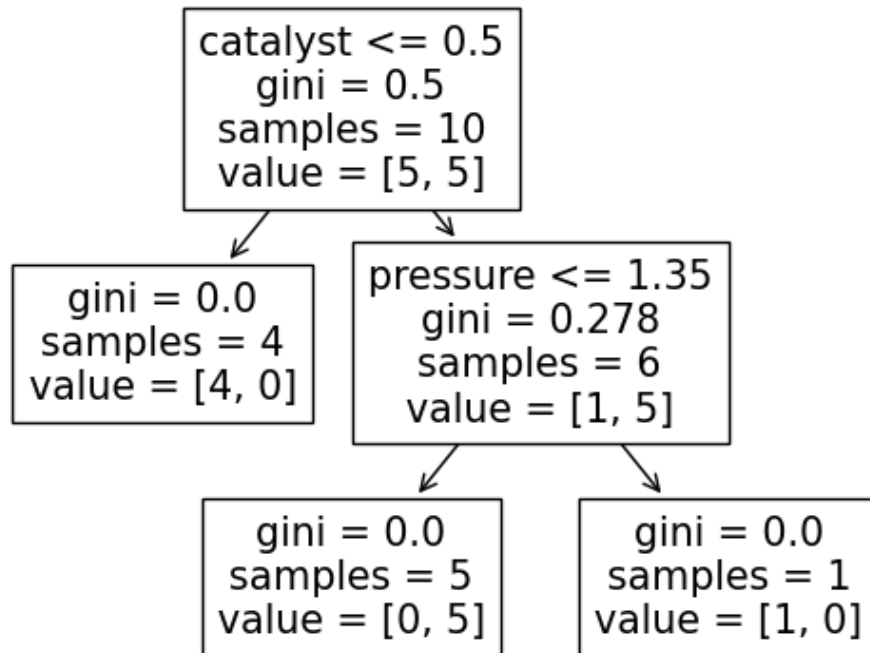 catalyst <= 0.5
gini = 0.5
samples = 10
value = [5, 5]
gini = 0.0
samples = 4
value = [4, 0]
pressure <= 1.35
gini = 0.278
samples = 6
value = [1, 5]
gini = 0.0
samples = 5
value = [0, 5]
gini = 0.0
samples = 1
value = [1, 0]